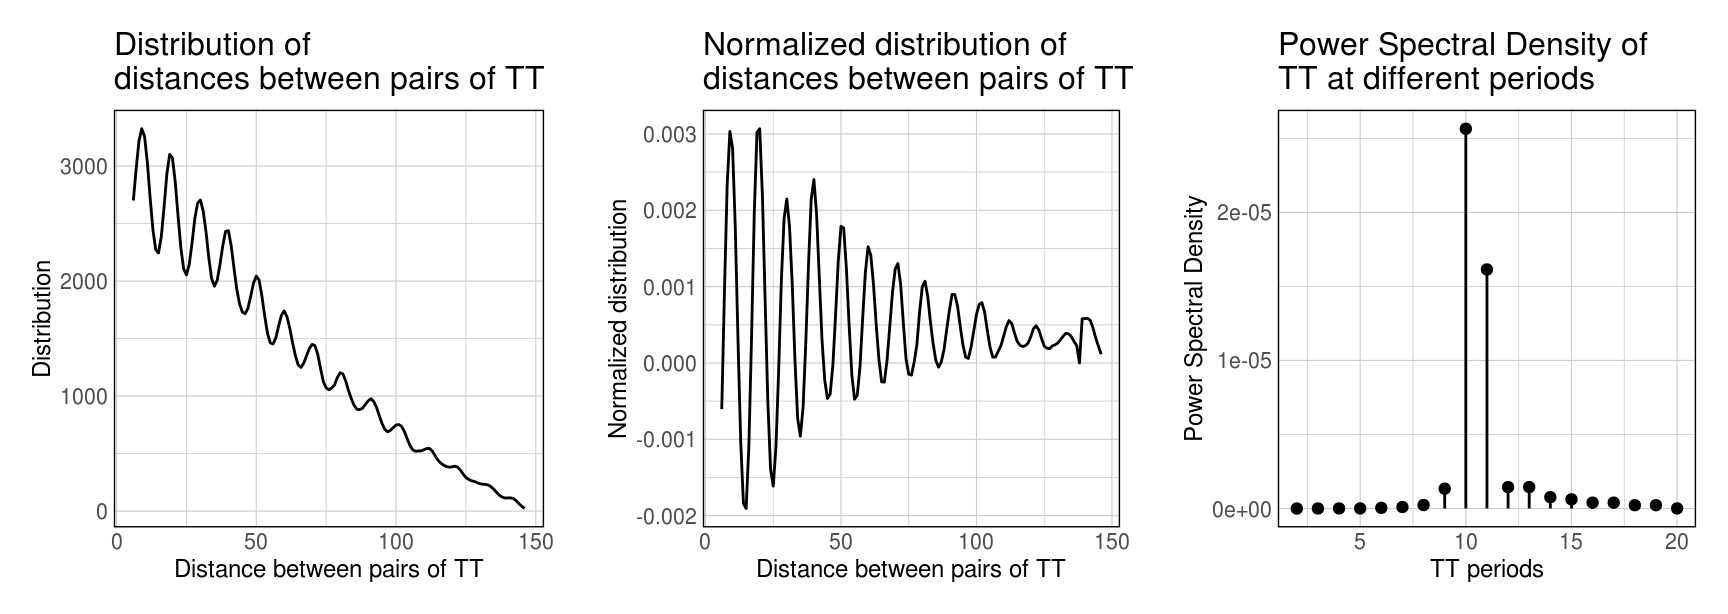 Distribution of
distances between pairs of TT
Distribution
3000
2000
1000
0
0
50
100
150
Distance between pairs of TT
Normalized distribution of
distances between pairs of TT
Normalized distribution
0.003
0.002
0.001
0.000
-0.001
-0.002
0
50
100
150
Distance between pairs of TT
Power Spectral Density of
TT at different periods
Power Spectral Density
2e-05
1e-05
0e+00
5
10
15
20
TT periods